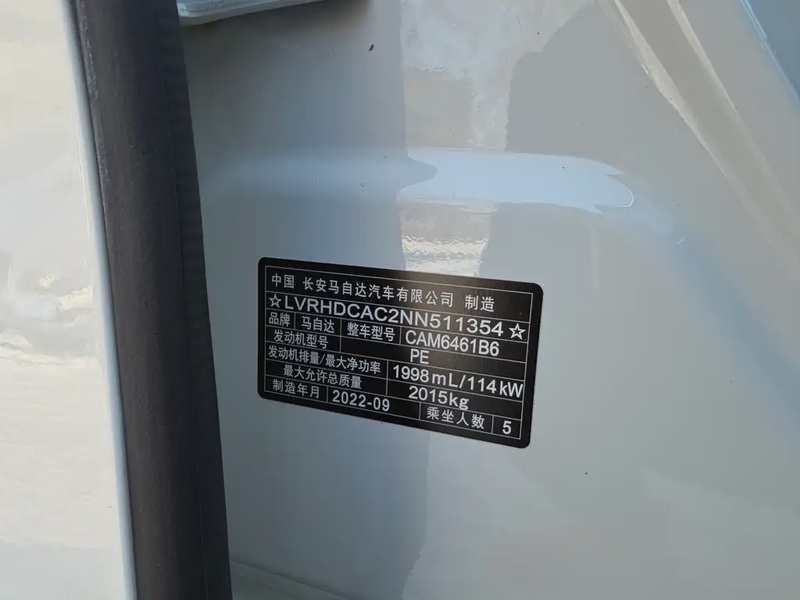 中国 长安马自达汽车有限公司 制造
☆LVRHDCAC2NN511354☆
品牌 马自达 整车型号 CAM6461B6
发动机型号 PE
发动机排量/最大净功率 1998mL/114kW
最大允许总质量 2015kg
制造年月 2022-09 乘坐人数 5